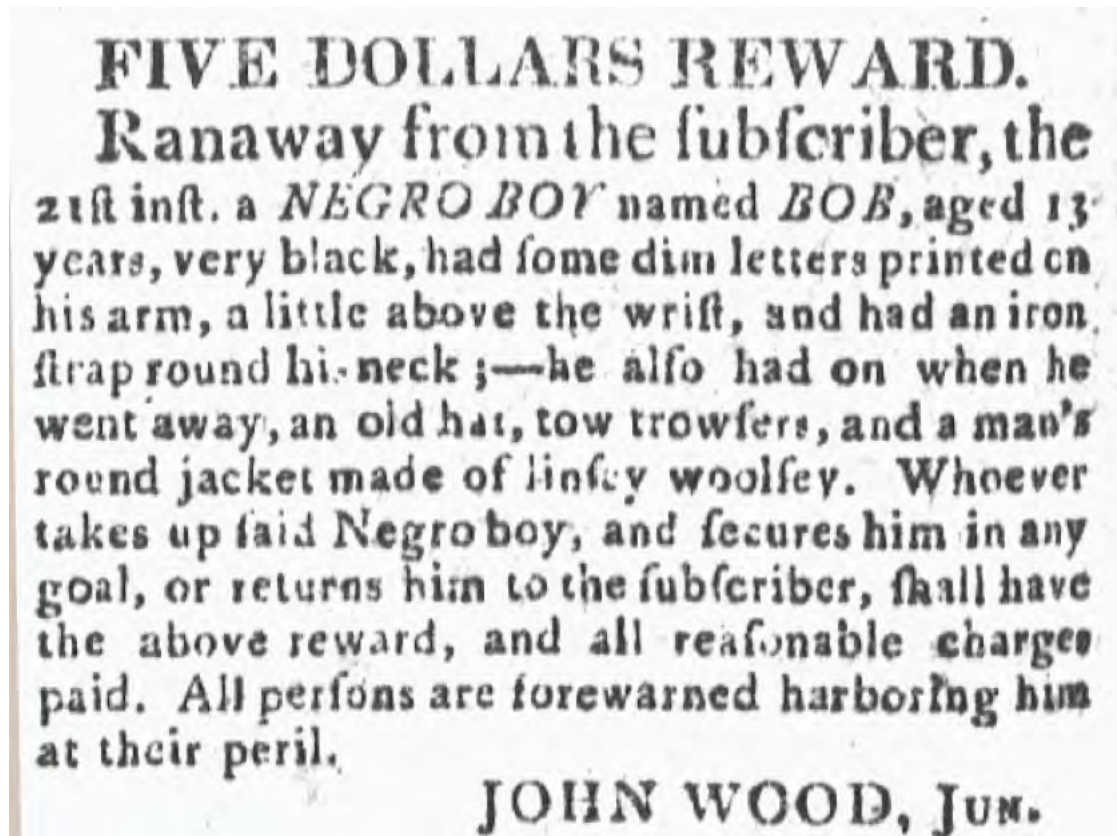 FIVE DOLLARS REWARD.
Ranaway from the ſubſcriber, the
21ſt inſt. a NEGRO BOY named BOB, aged 13
years, very black, had ſome dim letters printed on
his arm, a little above the wriſt, and had an iron
ſtrap round his neck ;—he alſo had on when he
went away, an old hat, tow trowſers, and a man's
round jacket made of linſey woolſey. Whoever
takes up ſaid Negro boy, and ſecures him in any
goal, or returns him to the ſubſcriber, ſhall have
the above reward, and all reaſonable charges
paid. All perſons are forewarned harboring him
at their peril.
JOHN WOOD, JUN.